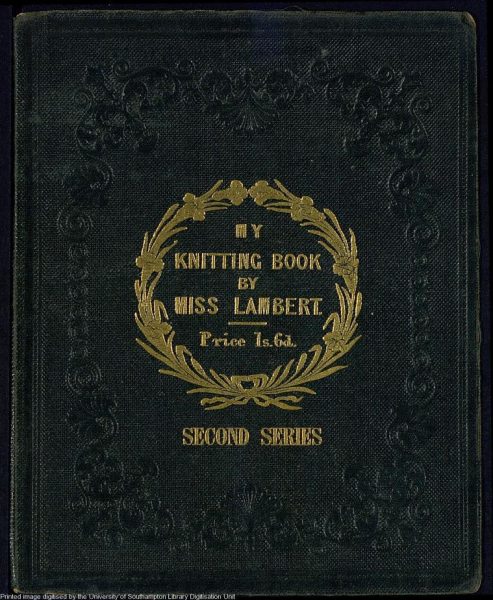 MY
KNITTING BOOK
BY
MISS LAMBERT.
Price 1s.6d.
SECOND SERIES
Printed image digitised by the University of Southampton Library Digitisation Unit